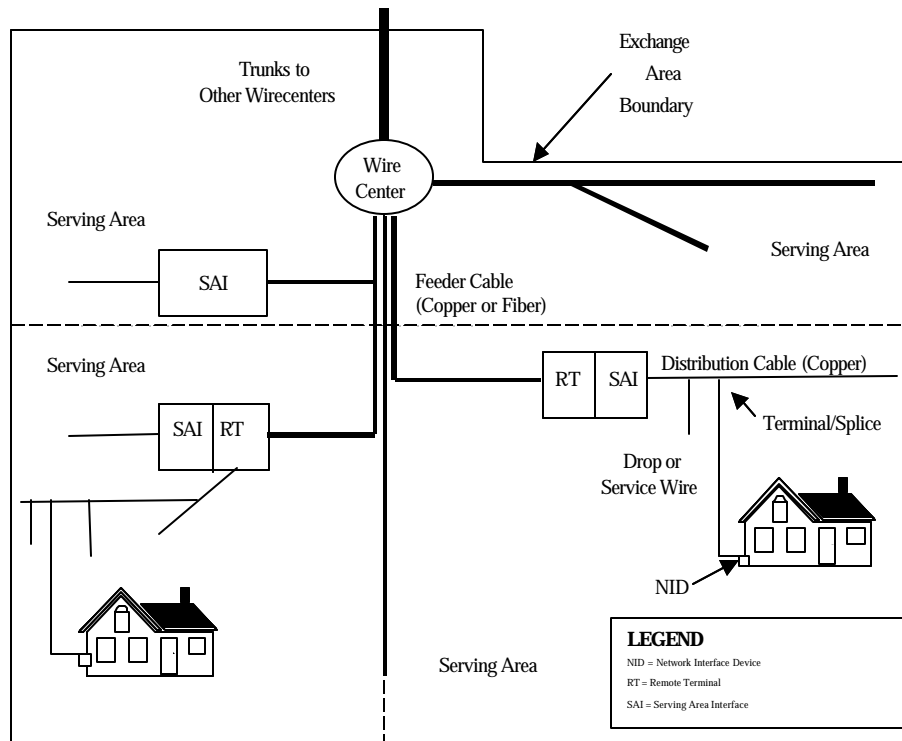 Trunks to
Other Wirecenters
Exchange
Area
Boundary
Wire
Center
Serving Area
Serving Area
SAI
Feeder Cable
(Copper or Fiber)
Serving Area
RT
SAI
Distribution Cable (Copper)
SAI
RT
Terminal/Splice
Drop or
Service Wire
NID
Serving Area
LEGEND
NID = Network Interface Device
RT = Remote Terminal
SAI = Serving Area Interface